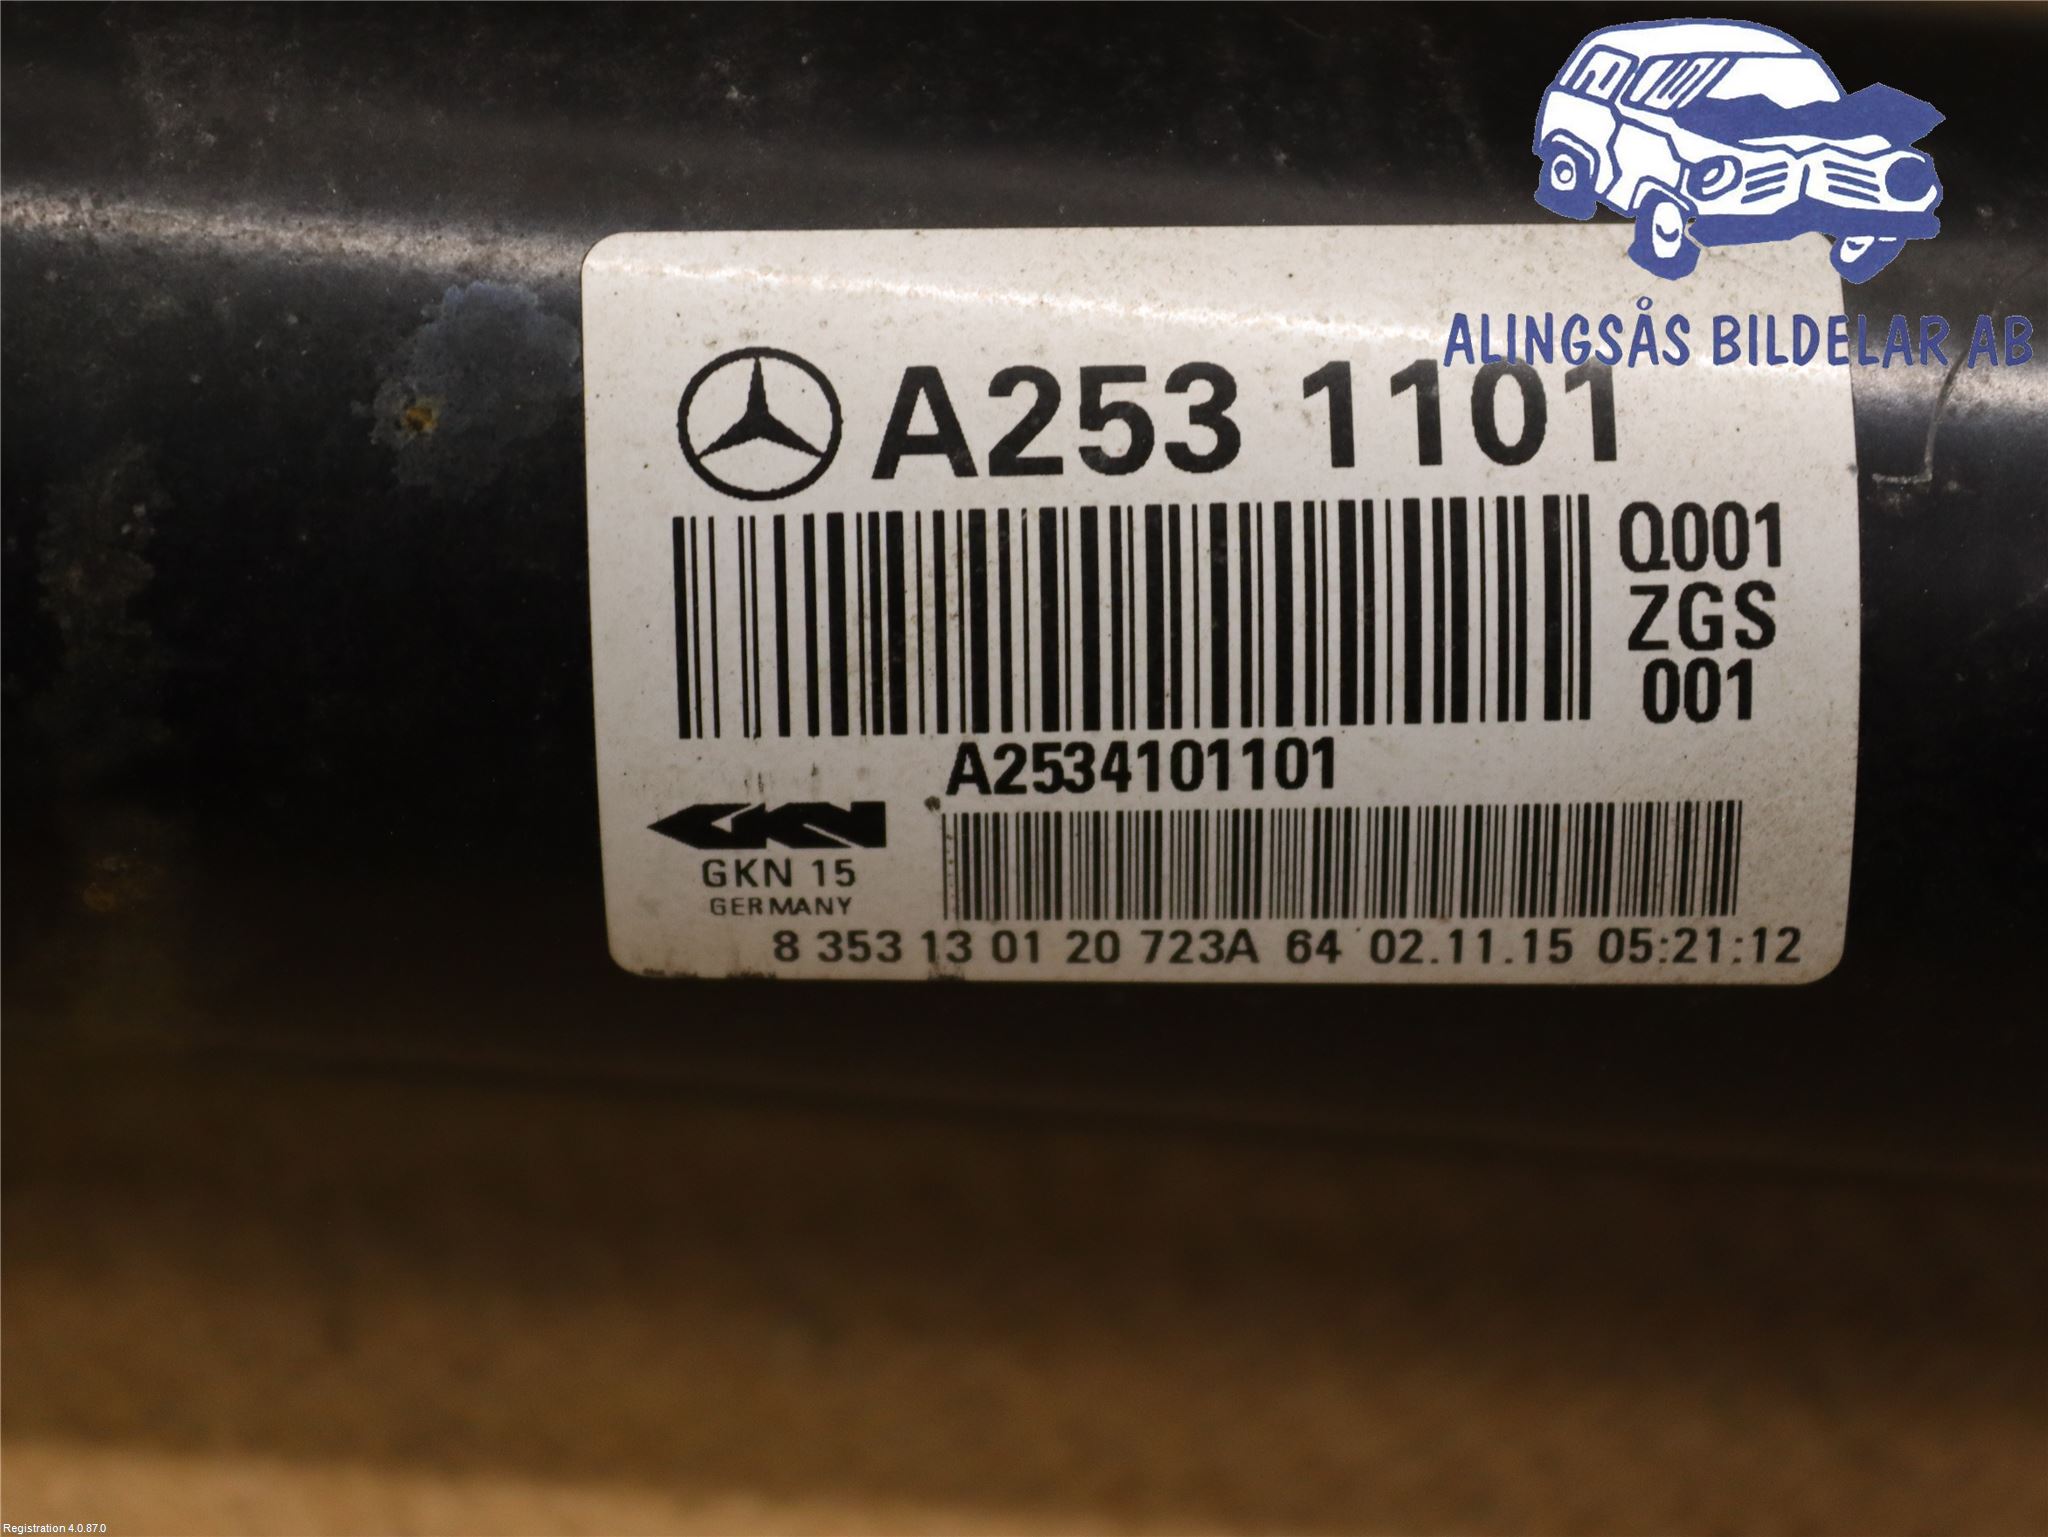 ALINGSÅS BILDELAR AB
A253 1101
Q001
ZGS
001
A2534101101
GKN
GKN 15
GERMANY
8 353 13 01 20 723A 64 02.11.15 05:21:12
Registration 4.0.87.0